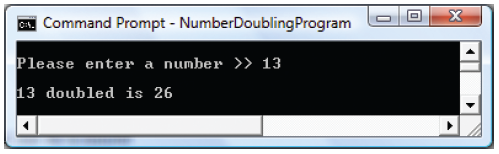 Command Prompt - NumberDoublingProgram
Please enter a number >> 13
13 doubled is 26